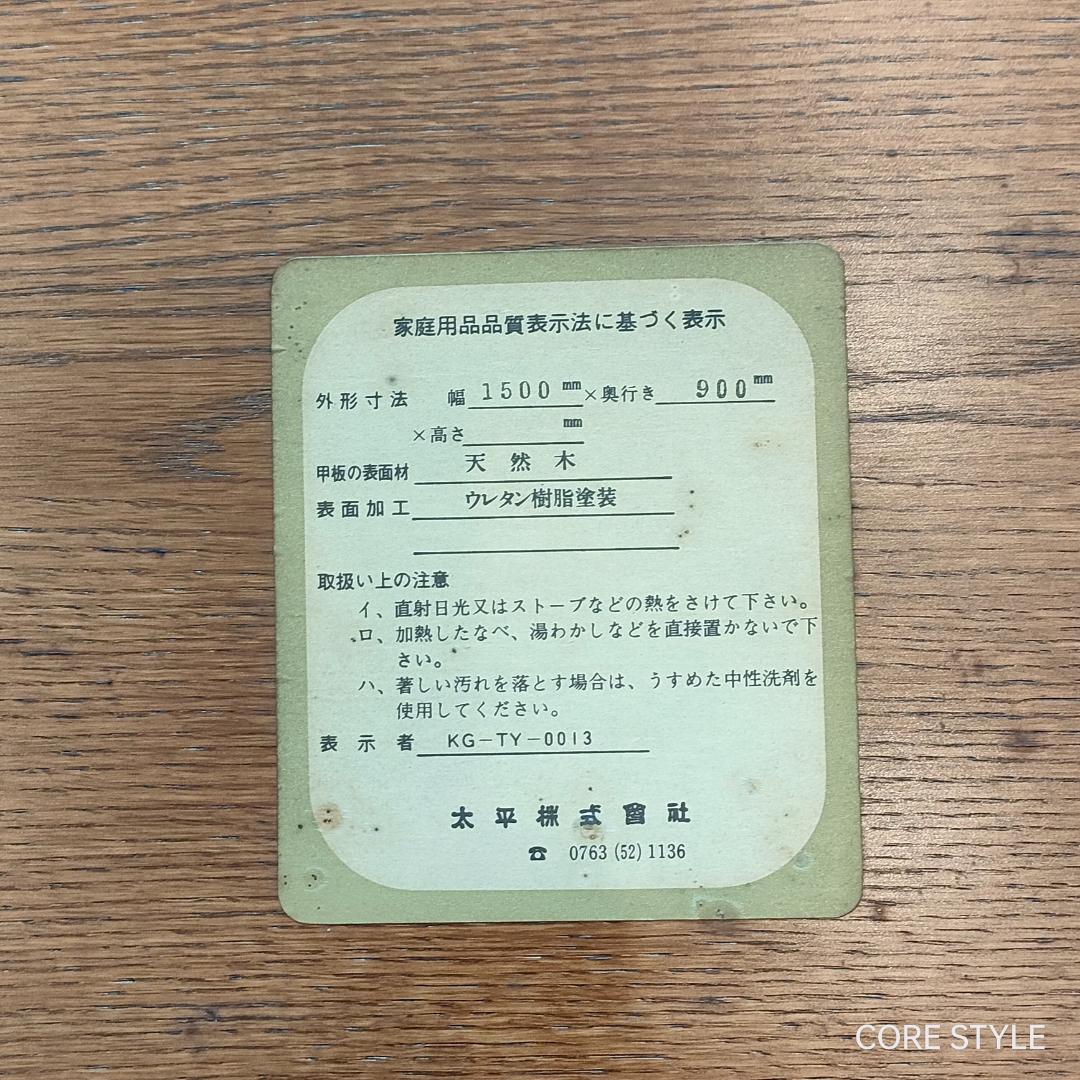 家庭用品品質表示法に基づく表示
外形寸法 幅 1500 mm ×奥行き 900 mm
×高さ mm
甲板の表面材 天然木
表面加工 ウレタン樹脂塗装
取扱い上の注意
イ、直射日光又はストーブなどの熱をさけて下さい。
ロ、加熱したなべ、湯わかしなどを直接置かないで下
さい。
ハ、著しい汚れを落とす場合は、うすめた中性洗剤を
使用してください。
表示者 KG-TY-0013
太平株式會社
☎ 0763 (52) 1136
CORE STYLE